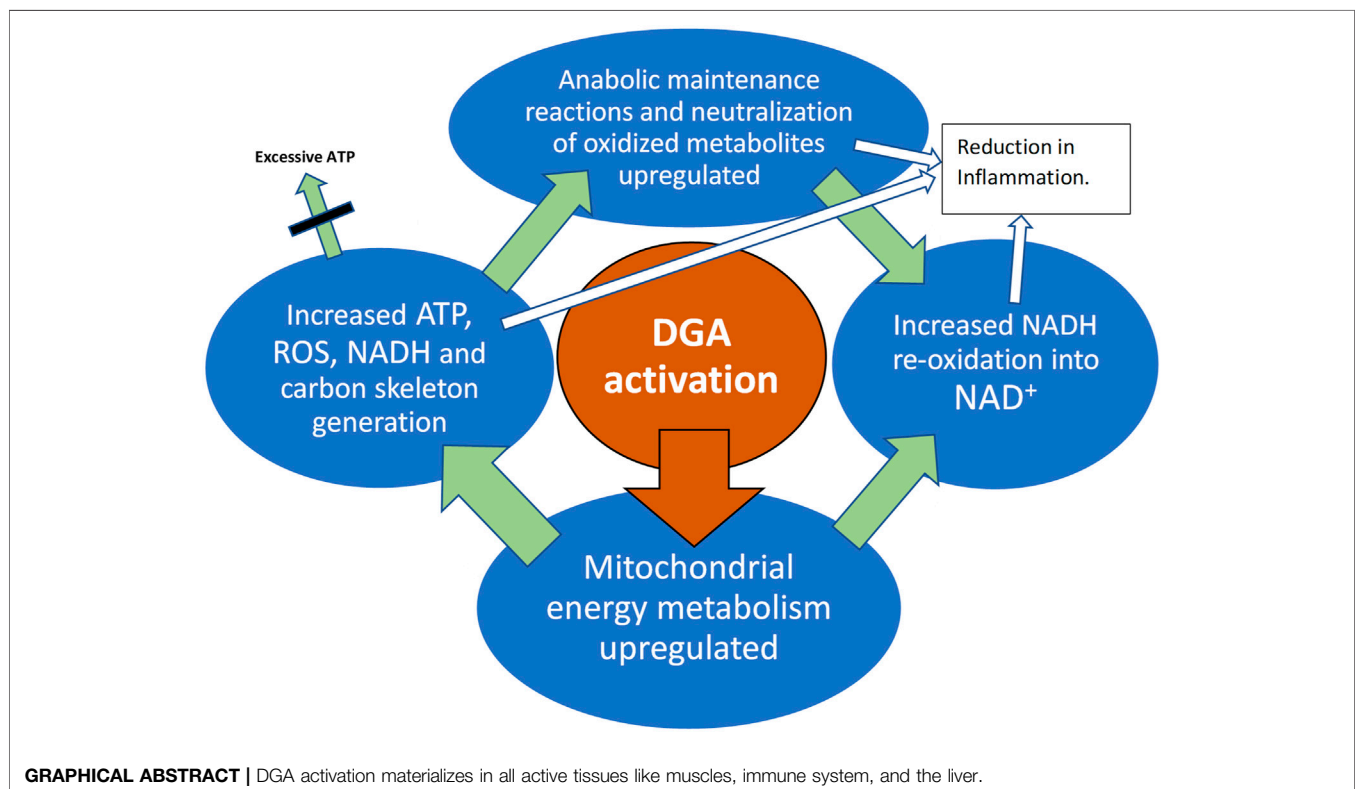 Anabolic maintenance
reactions and neutralization
of oxidized metabolites
upregulated
Excessive ATP
Reduction in
Inflammation.
Increased ATP,
ROS, NADH and
carbon skeleton
generation
DGA
activation
Increased NADH
re-oxidation into
NAD⁺
Mitochondrial
energy metabolism
upregulated
GRAPHICAL ABSTRACT | DGA activation materializes in all active tissues like muscles, immune system, and the liver.